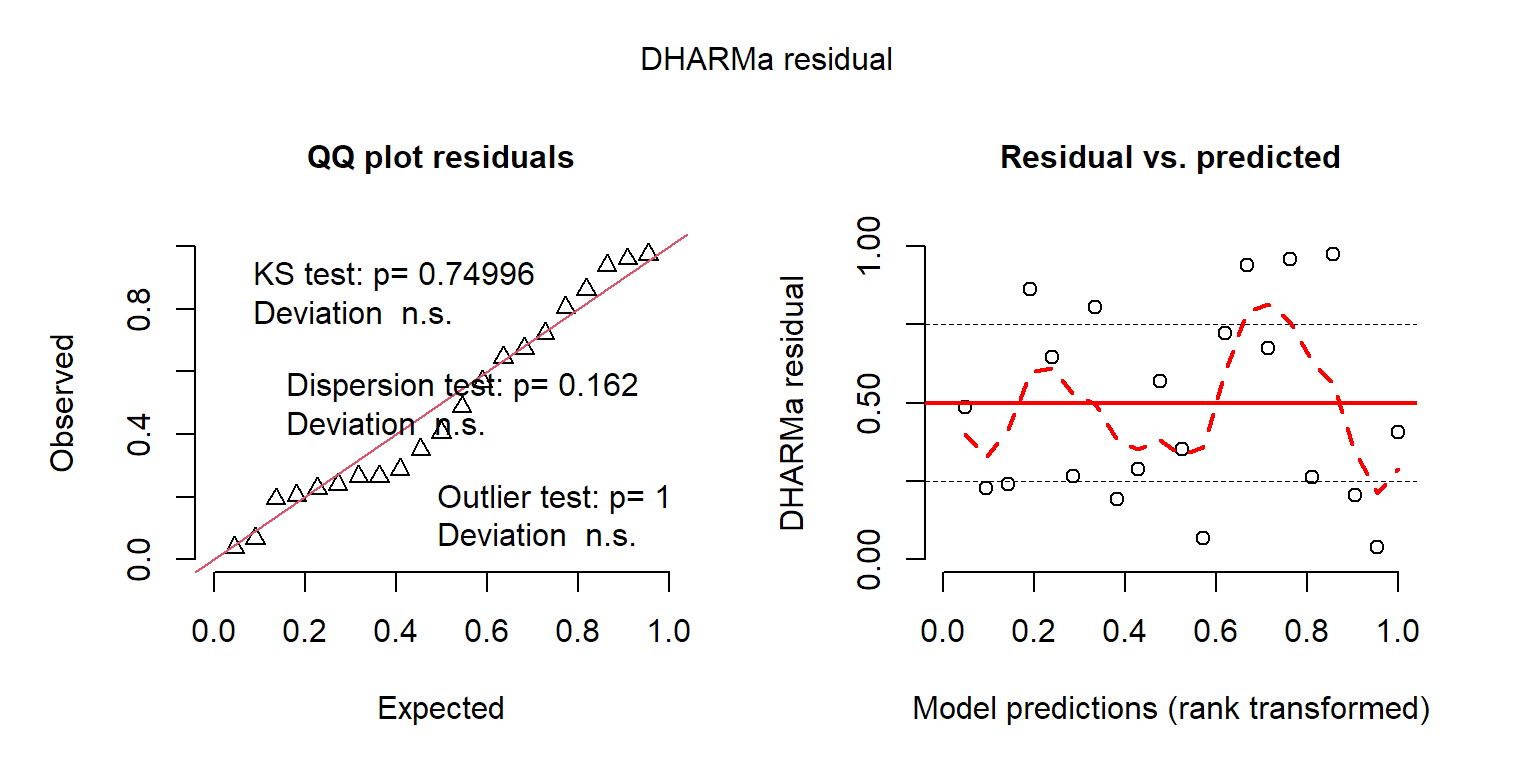 DHARMa residual
QQ plot residuals
KS test: p= 0.74996
Deviation  n.s.
Dispersion test: p= 0.162
Deviation  n.s.
Outlier test: p= 1
Deviation  n.s.
Observed
0.0 0.4 0.8
0.0 0.2 0.4 0.6 0.8 1.0
Expected
Residual vs. predicted
DHARMa residual
0.00 0.50 1.00
0.0 0.2 0.4 0.6 0.8 1.0
Model predictions (rank transformed)